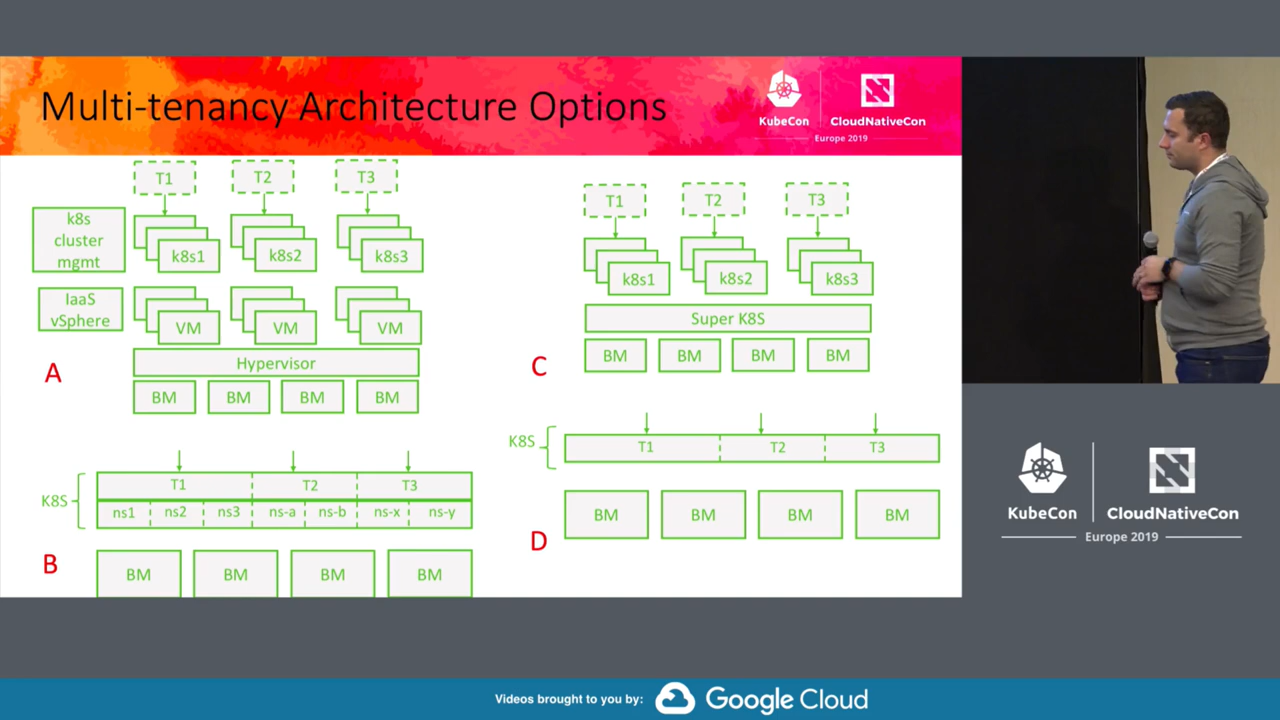 Multi-tenancy Architecture Options
KubeCon
CloudNativeCon
Europe 2019
T1 T2 T3
k8s
cluster
mgmt
k8s1 k8s2 k8s3
IaaS
vSphere
VM VM VM
Hypervisor
A
BM BM BM BM
K8S
T1 T2 T3
ns1 ns2 ns3 ns-a ns-b ns-x ns-y
B
BM BM BM BM
T1 T2 T3
k8s1 k8s2 k8s3
Super K8S
C
BM BM BM BM
K8S
T1 T2 T3
D
BM BM BM BM
KubeCon
CloudNativeCon
Europe 2019
Videos brought to you by:
Google Cloud